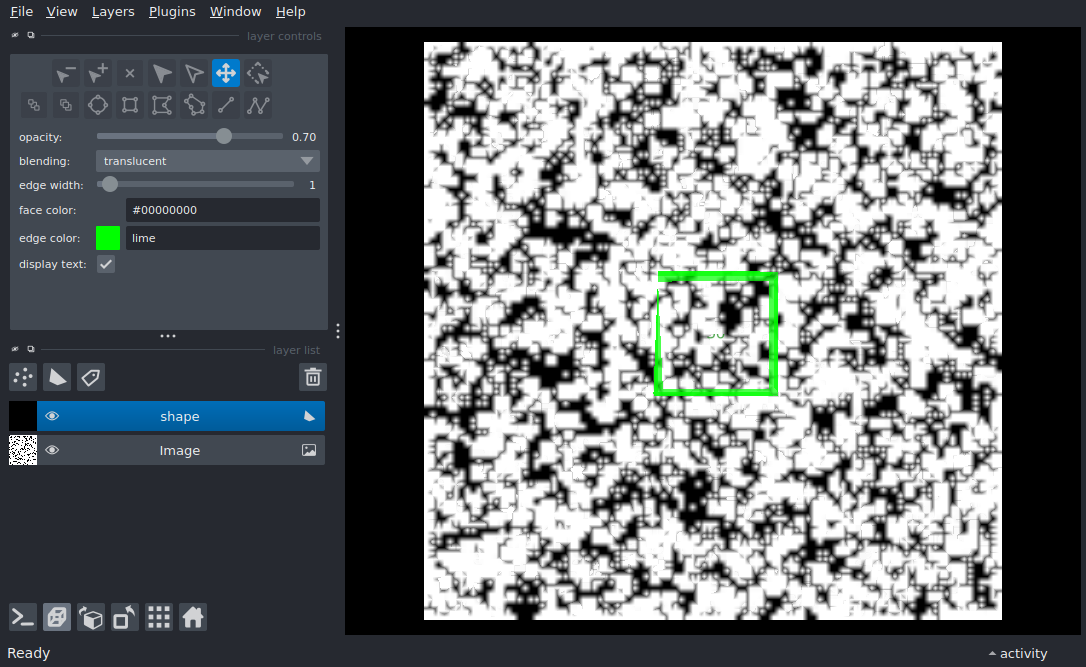 File View Layers Plugins Window Help
layer controls
opacity: 0.70
blending: translucent
edge width: 1
face color: #00000000
edge color: lime
display text:
layer list
shape
Image
Ready
activity